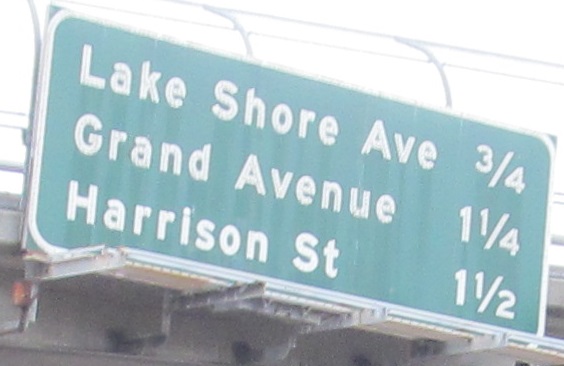 Lake Shore Ave 3/4
Grand Avenue 1 1/4
Harrison St 1 1/2